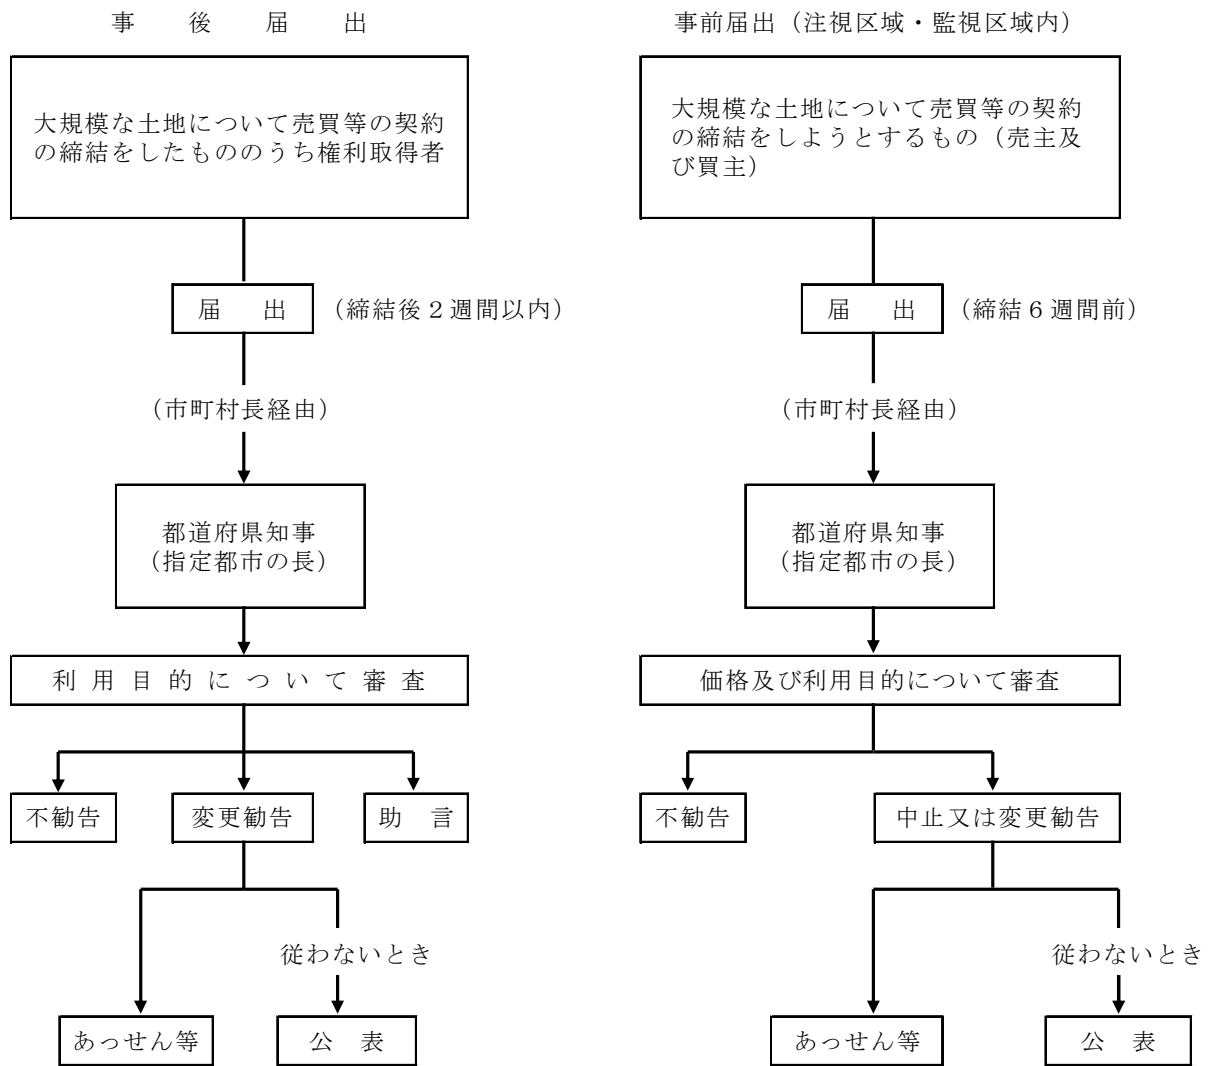 事後届出
大規模な土地について売買等の契約
の締結をしたもののうち権利取得者
届出
（締結後２週間以内）
（市町村長経由）
都道府県知事
（指定都市の長）
利用目的について審査
不勧告
変更勧告
助言
従わないとき
あっせん等
公表
事前届出（注視区域・監視区域内）
大規模な土地について売買等の契約
の締結をしようとするもの（売主及
び買主）
届出
（締結６週間前）
（市町村長経由）
都道府県知事
（指定都市の長）
価格及び利用目的について審査
不勧告
中止又は変更勧告
従わないとき
あっせん等
公表